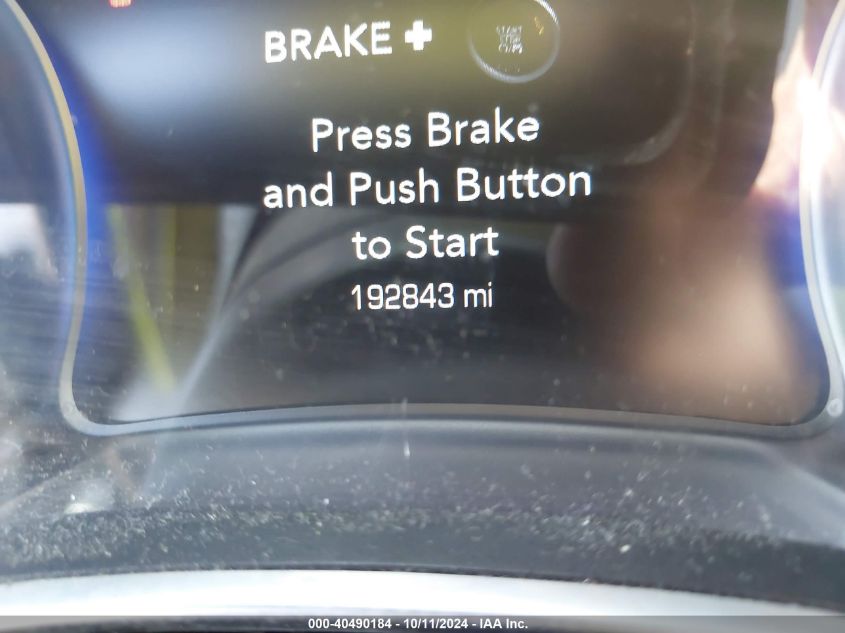 BRAKE +
Press Brake
and Push Button
to Start
192843 mi
000-40490184 - 10/11/2024 - IAA Inc.